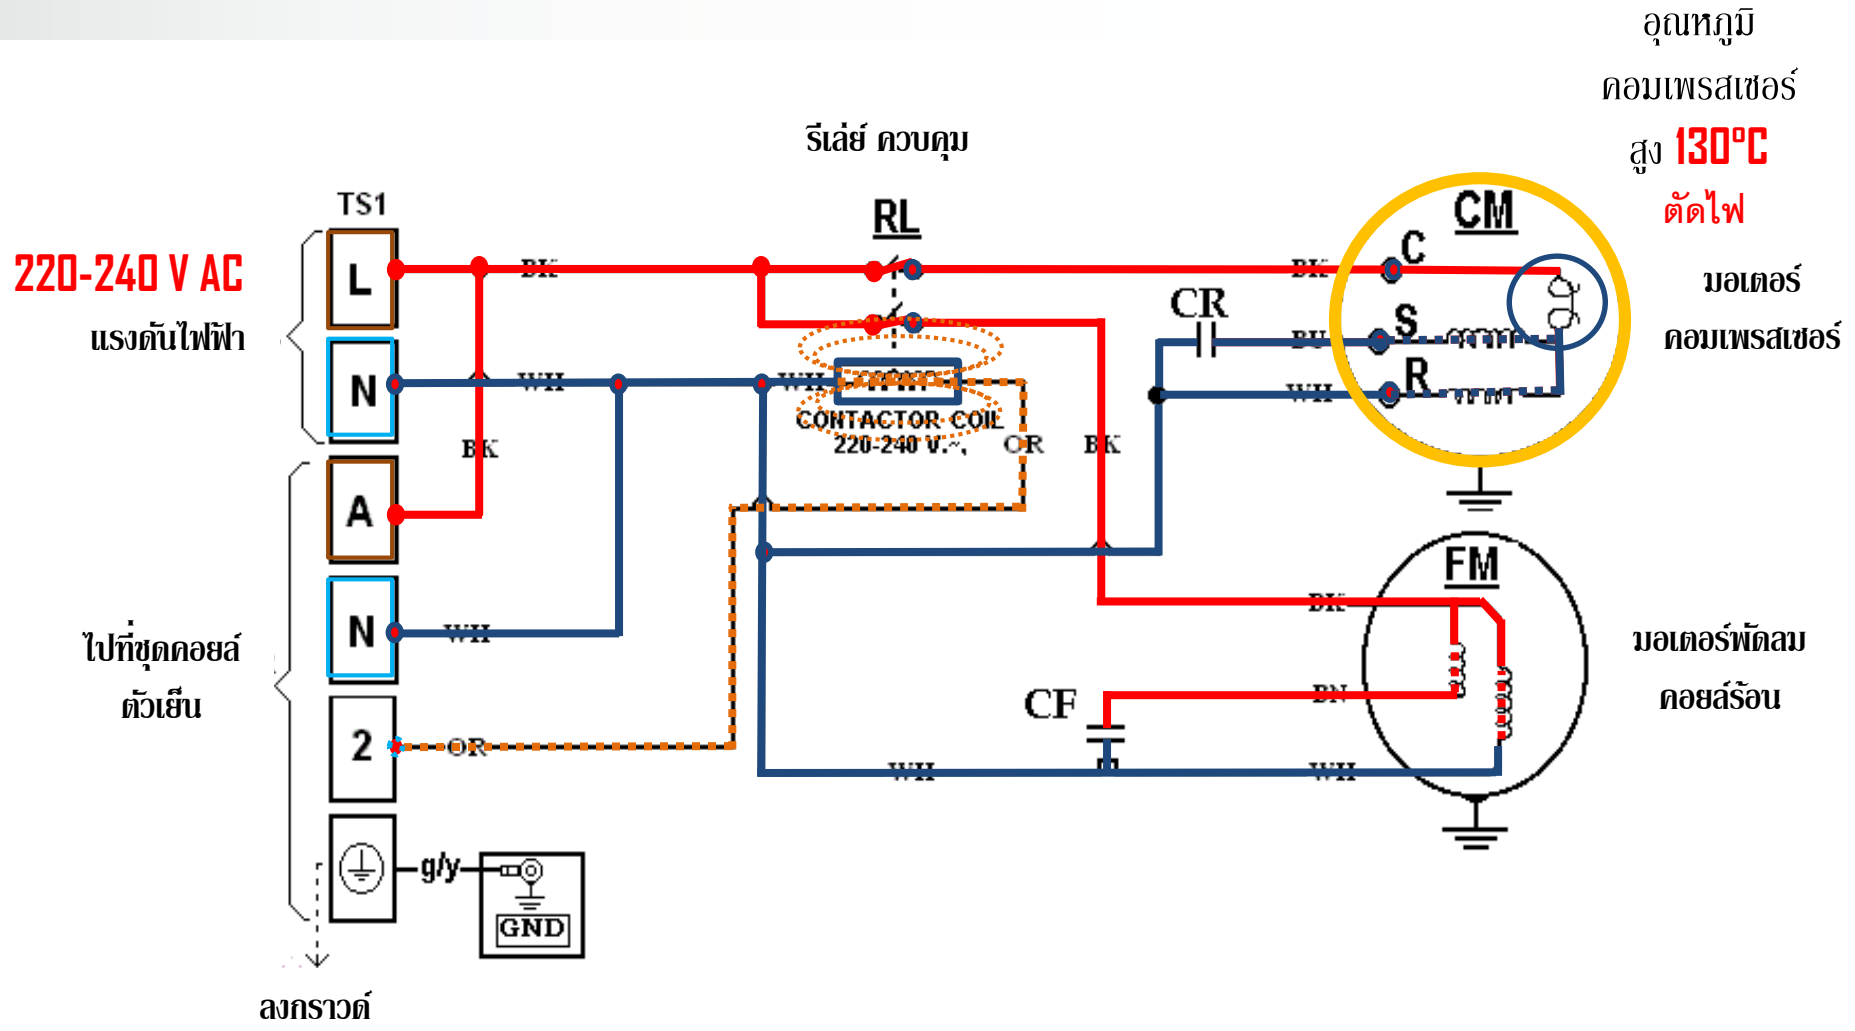 อุณหภูมิ
คอมเพรสเซอร์
สูง 130°C
ตัดไฟ
รีเล่ย์ ควบคุม
TS1
RL
CM
220-240 V AC
แรงดันไฟฟ้า
L
BK
BK
C
มอเตอร์
คอมเพรสเซอร์
CR
S
BU
N
WH
WH
R
WH
CONTACTOR COIL
220-240 V.~.
OR
BK
BK
A
FM
BK
N
WH
ไปที่ชุดคอยล์
ตัวเย็น
มอเตอร์พัดลม
คอยล์ร้อน
BN
CF
2
OR
WH
WH
g/y
GND
ลงกราวด์